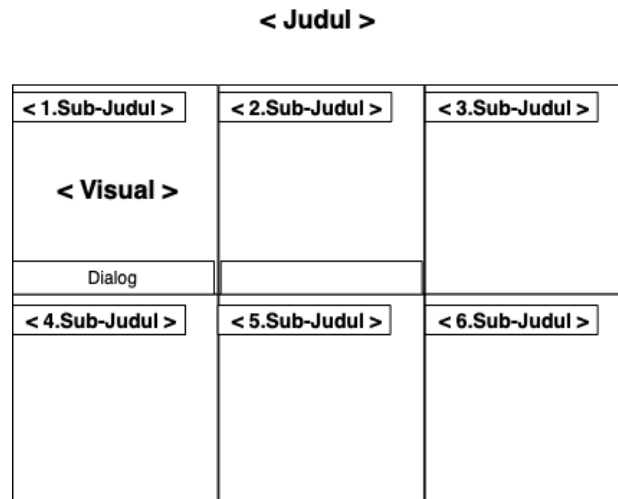 < Judul >
< 1.Sub-Judul >
< 2.Sub-Judul >
< 3.Sub-Judul >
< Visual >
Dialog
< 4.Sub-Judul >
< 5.Sub-Judul >
< 6.Sub-Judul >